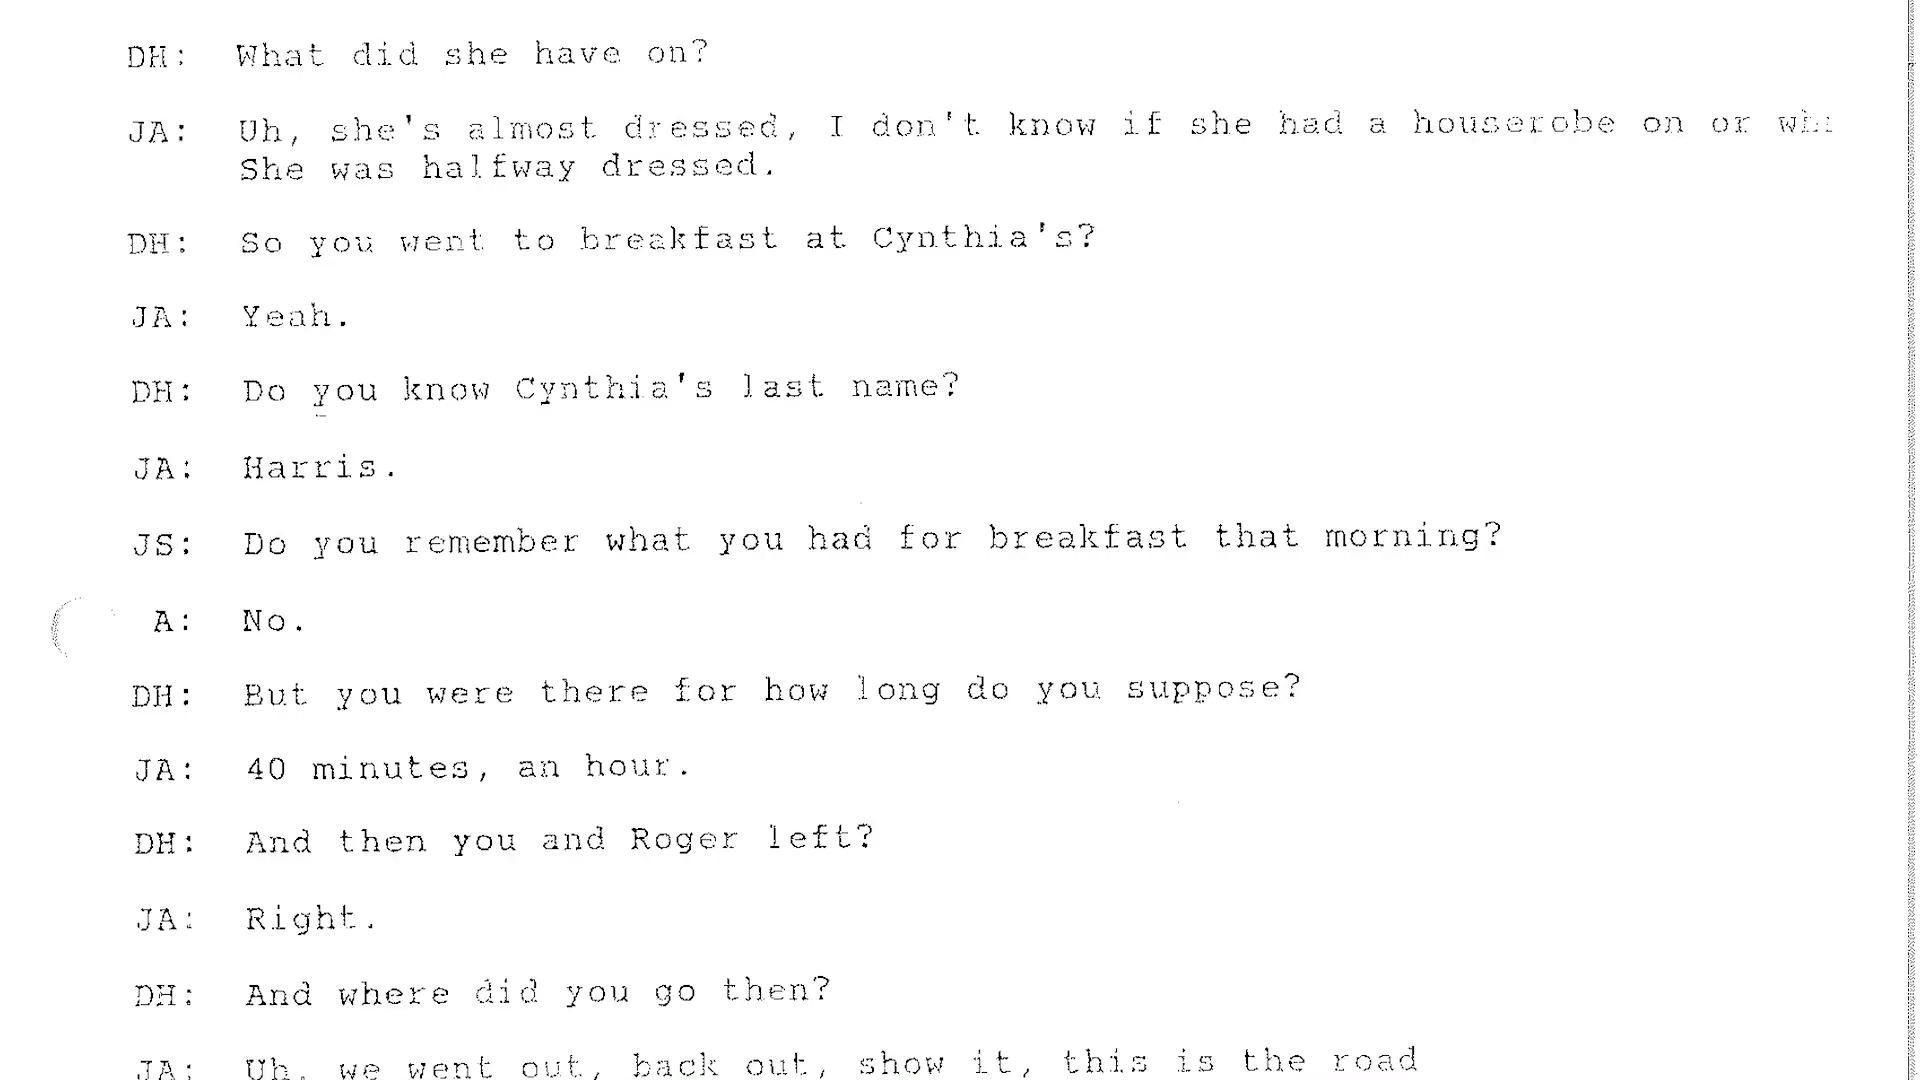 DH: What did she have on?
JA: Uh, she's almost dressed, I don't know if she had a houserobe on or
She was halfway dressed.
DH: So you went to breakfast at Cynthia's?
JA: Yeah.
DH: Do you know Cynthia's last name?
JA: Harris.
JS: Do you remember what you had for breakfast that morning?
A: No.
DH: But you were there for how long do you suppose?
JA: 40 minutes, an hour.
DH: And then you and Roger left?
JA: Right.
DH: And where did you go then?
JA: Uh, we went out, back out, show it, this is the road